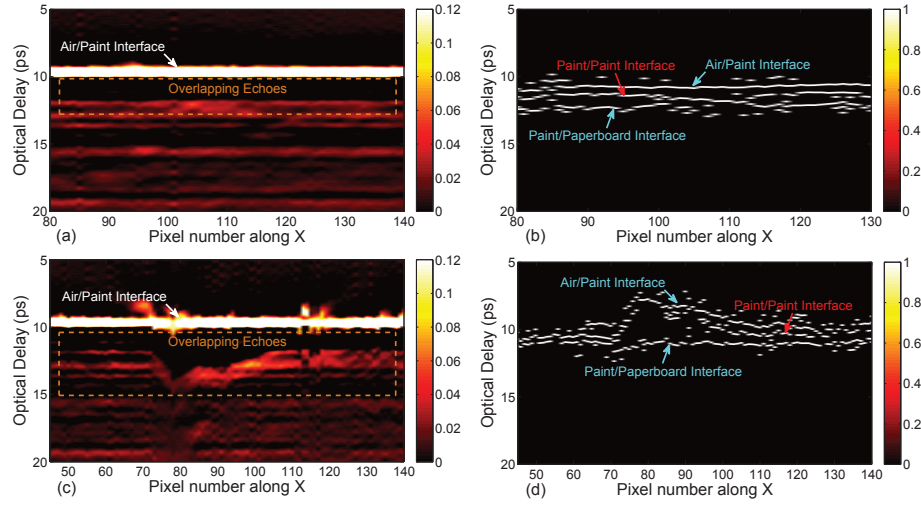 5
10
15
20
Optical Delay (ps)
Air/Paint Interface
Overlapping Echoes
80 90 100 110 120 130 140
(a)
Pixel number along X
0.12
0.1
0.08
0.06
0.04
0.02
0
5
10
15
20
Optical Delay (ps)
Paint/Paint Interface
Air/Paint Interface
Paint/Paperboard Interface
80 90 100 110 120 130
(b)
Pixel number along X
1
0.8
0.6
0.4
0.2
0
5
10
15
20
Optical Delay (ps)
Air/Paint Interface
Overlapping Echoes
50 60 70 80 90 100 110 120 130 140
(c)
Pixel number along X
0.12
0.1
0.08
0.06
0.04
0.02
0
5
10
15
20
Optical Delay (ps)
Air/Paint Interface
Paint/Paint Interface
Paint/Paperboard Interface
50 60 70 80 90 100 110 120 130 140
(d)
Pixel number along X
1
0.8
0.6
0.4
0.2
0